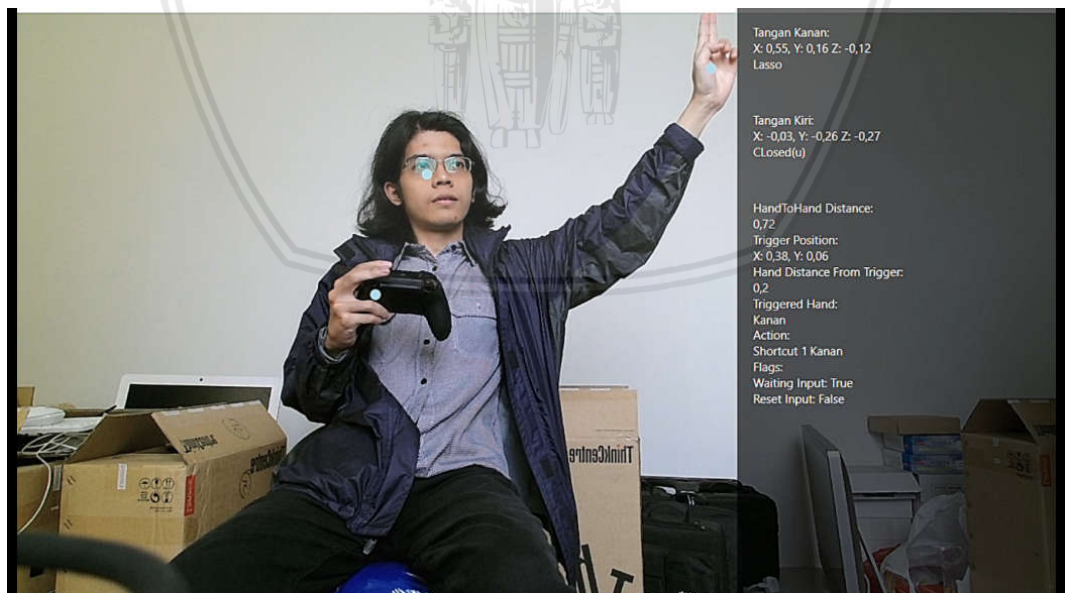 Tangan Kanan:
X: 0,55, Y: 0,16 Z: -0,12
Lasso
Tangan Kiri:
X: -0,03, Y: -0,26 Z: -0,27
CLosed(u)
HandToHand Distance:
0,72
Trigger Position:
X: 0,38, Y: 0,06
Hand Distance From Trigger:
0,2
Triggered Hand:
Kanan
Action:
Shortcut 1 Kanan
Flags:
Waiting Input: True
Reset Input: False
ThinkCentre
ThinkCentre